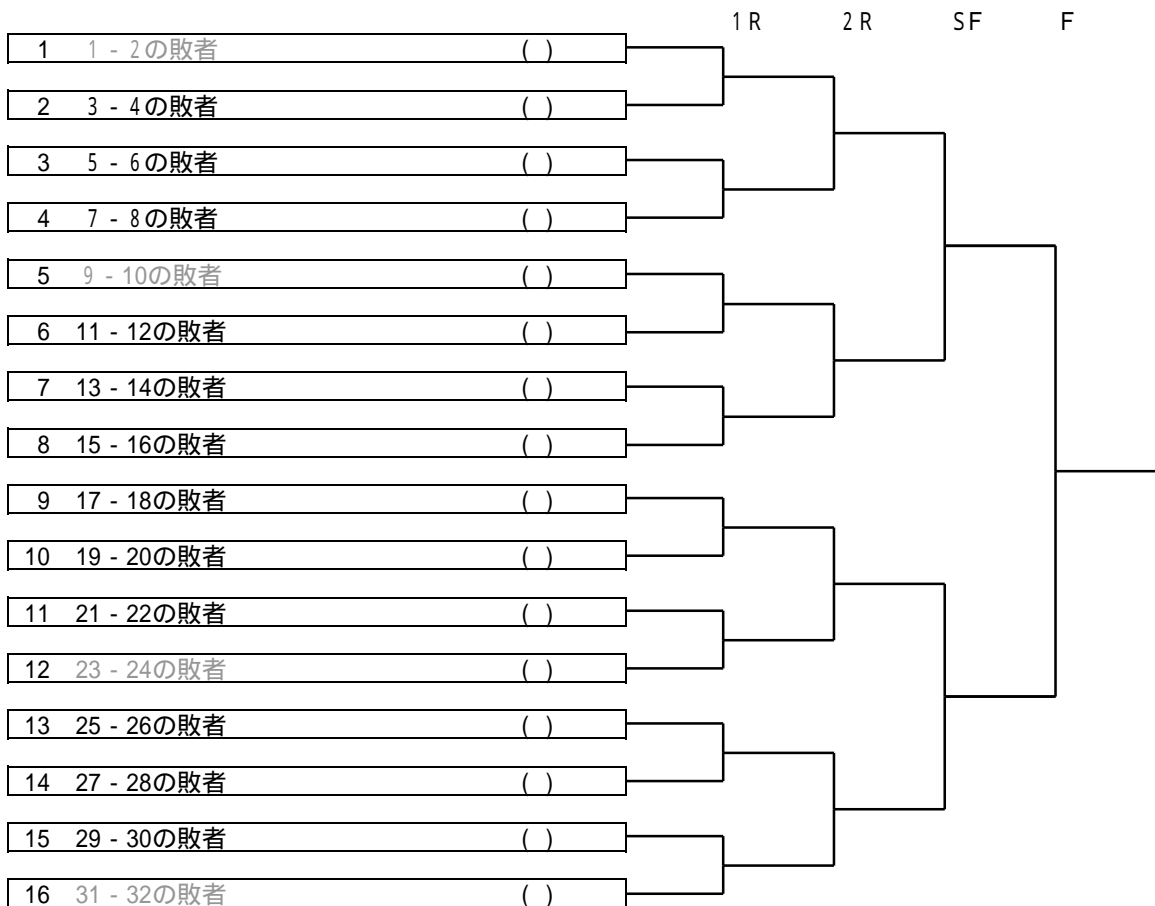 1R 2R SF F
1 1-2の敗者 ( )
2 3-4の敗者 ( )
3 5-6の敗者 ( )
4 7-8の敗者 ( )
5 9-10の敗者 ( )
6 11-12の敗者 ( )
7 13-14の敗者 ( )
8 15-16の敗者 ( )
9 17-18の敗者 ( )
10 19-20の敗者 ( )
11 21-22の敗者 ( )
12 23-24の敗者 ( )
13 25-26の敗者 ( )
14 27-28の敗者 ( )
15 29-30の敗者 ( )
16 31-32の敗者 ( )